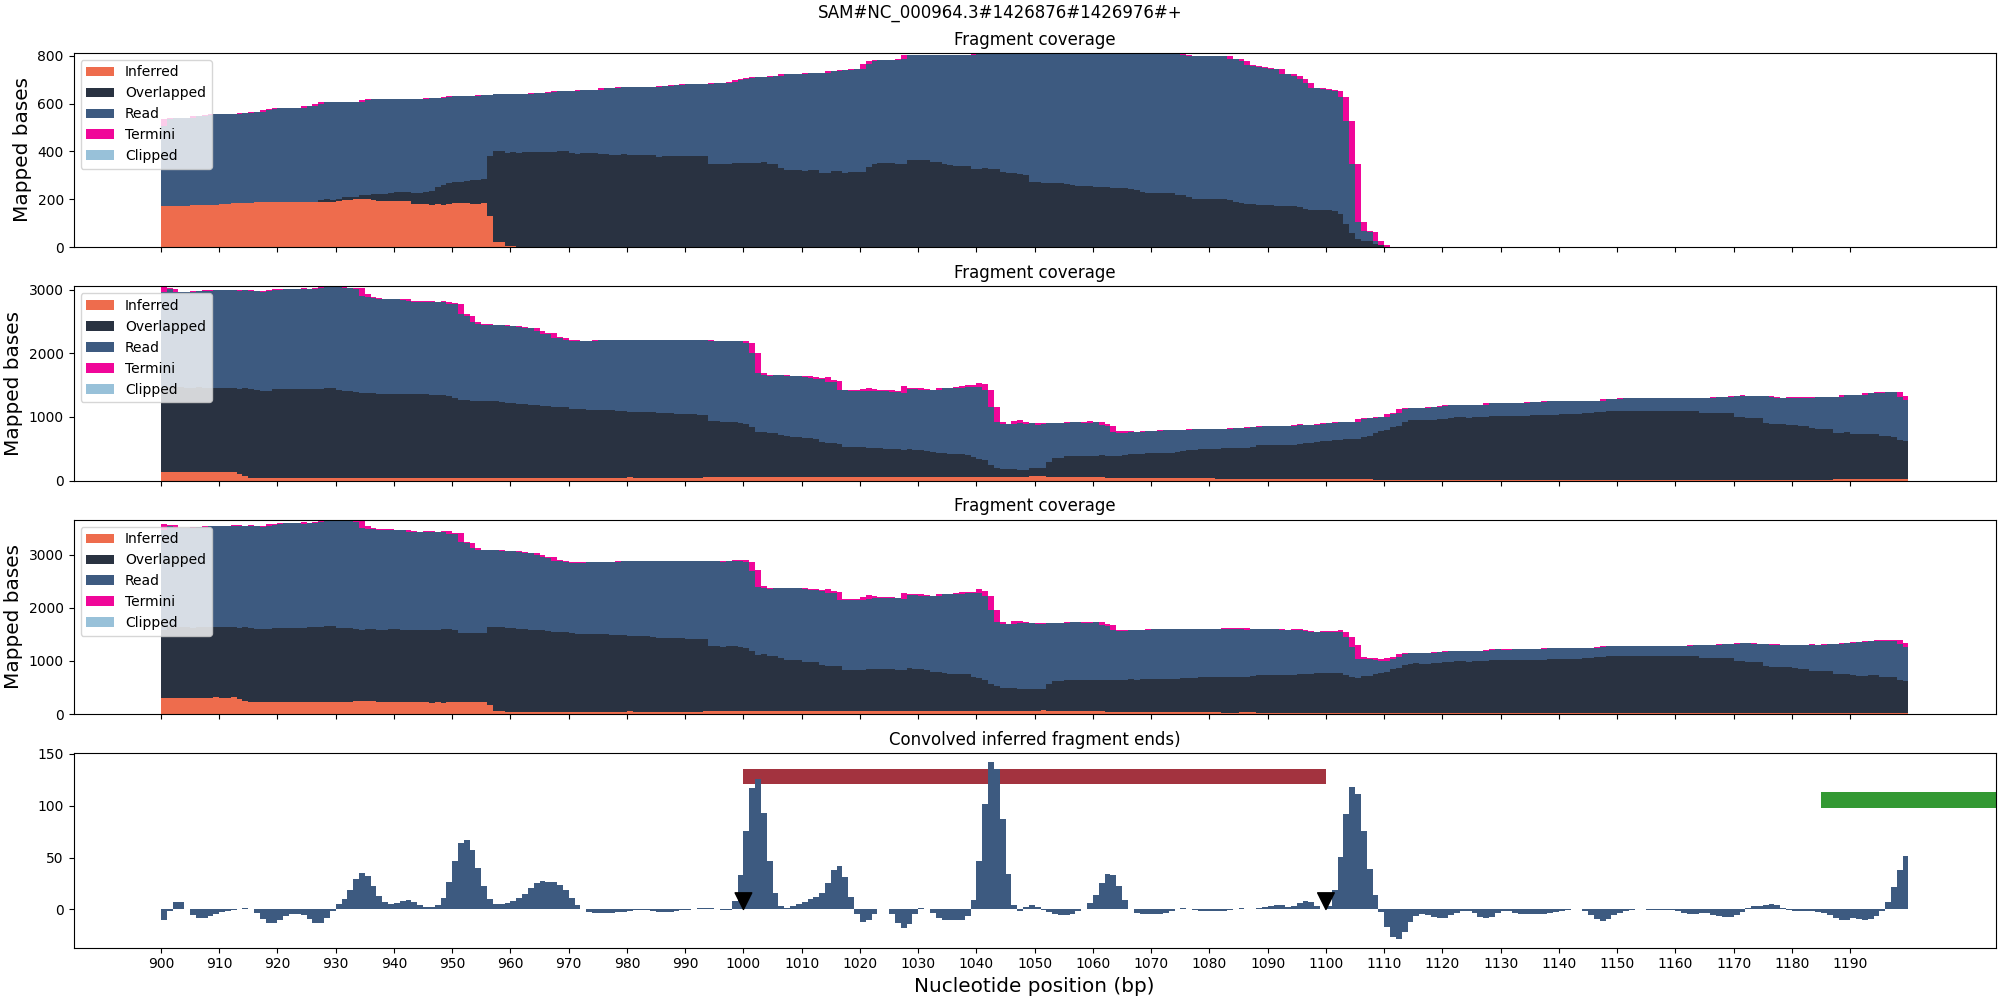 SAM#NC_000964.3#1426876#1426976#+
Fragment coverage
Mapped bases
800
600
400
200
0
Inferred
Overlapped
Read
Termini
Clipped
Fragment coverage
Mapped bases
3000
2000
1000
0
Inferred
Overlapped
Read
Termini
Clipped
Fragment coverage
Mapped bases
3000
2000
1000
0
Inferred
Overlapped
Read
Termini
Clipped
Convolved inferred fragment ends)
150
100
50
0
900 910 920 930 940 950 960 970 980 990 1000 1010 1020 1030 1040 1050 1060 1070 1080 1090 1100 1110 1120 1130 1140 1150 1160 1170 1180 1190
Nucleotide position (bp)